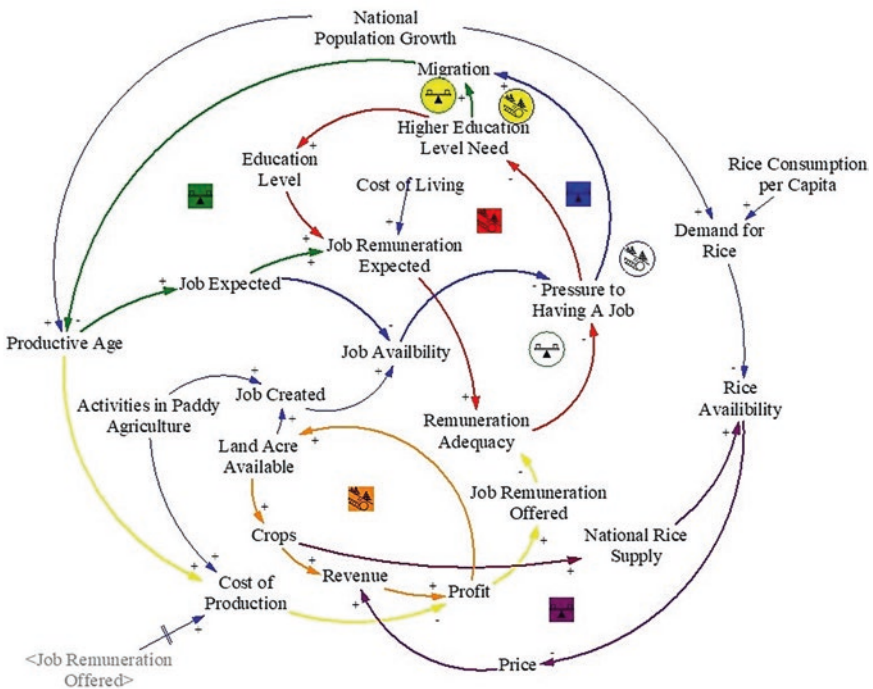 National
Population Growth
Migration
Higher Education
Level Need
Education
Level
Cost of Living
Rice Consumption
per Capita
Job Remuneration
Expected
Demand for
Rice
Job Expected
Pressure to
Having A Job
Productive Age
Job Availbility
Activities in Paddy
Agriculture
Job Created
Rice
Availibility
Remuneration
Adequacy
Land Acre
Available
Job Remuneration
Offered
Crops
National Rice
Supply
Revenue
Profit
Cost of
Production
Price
<Job Remuneration
Offered>